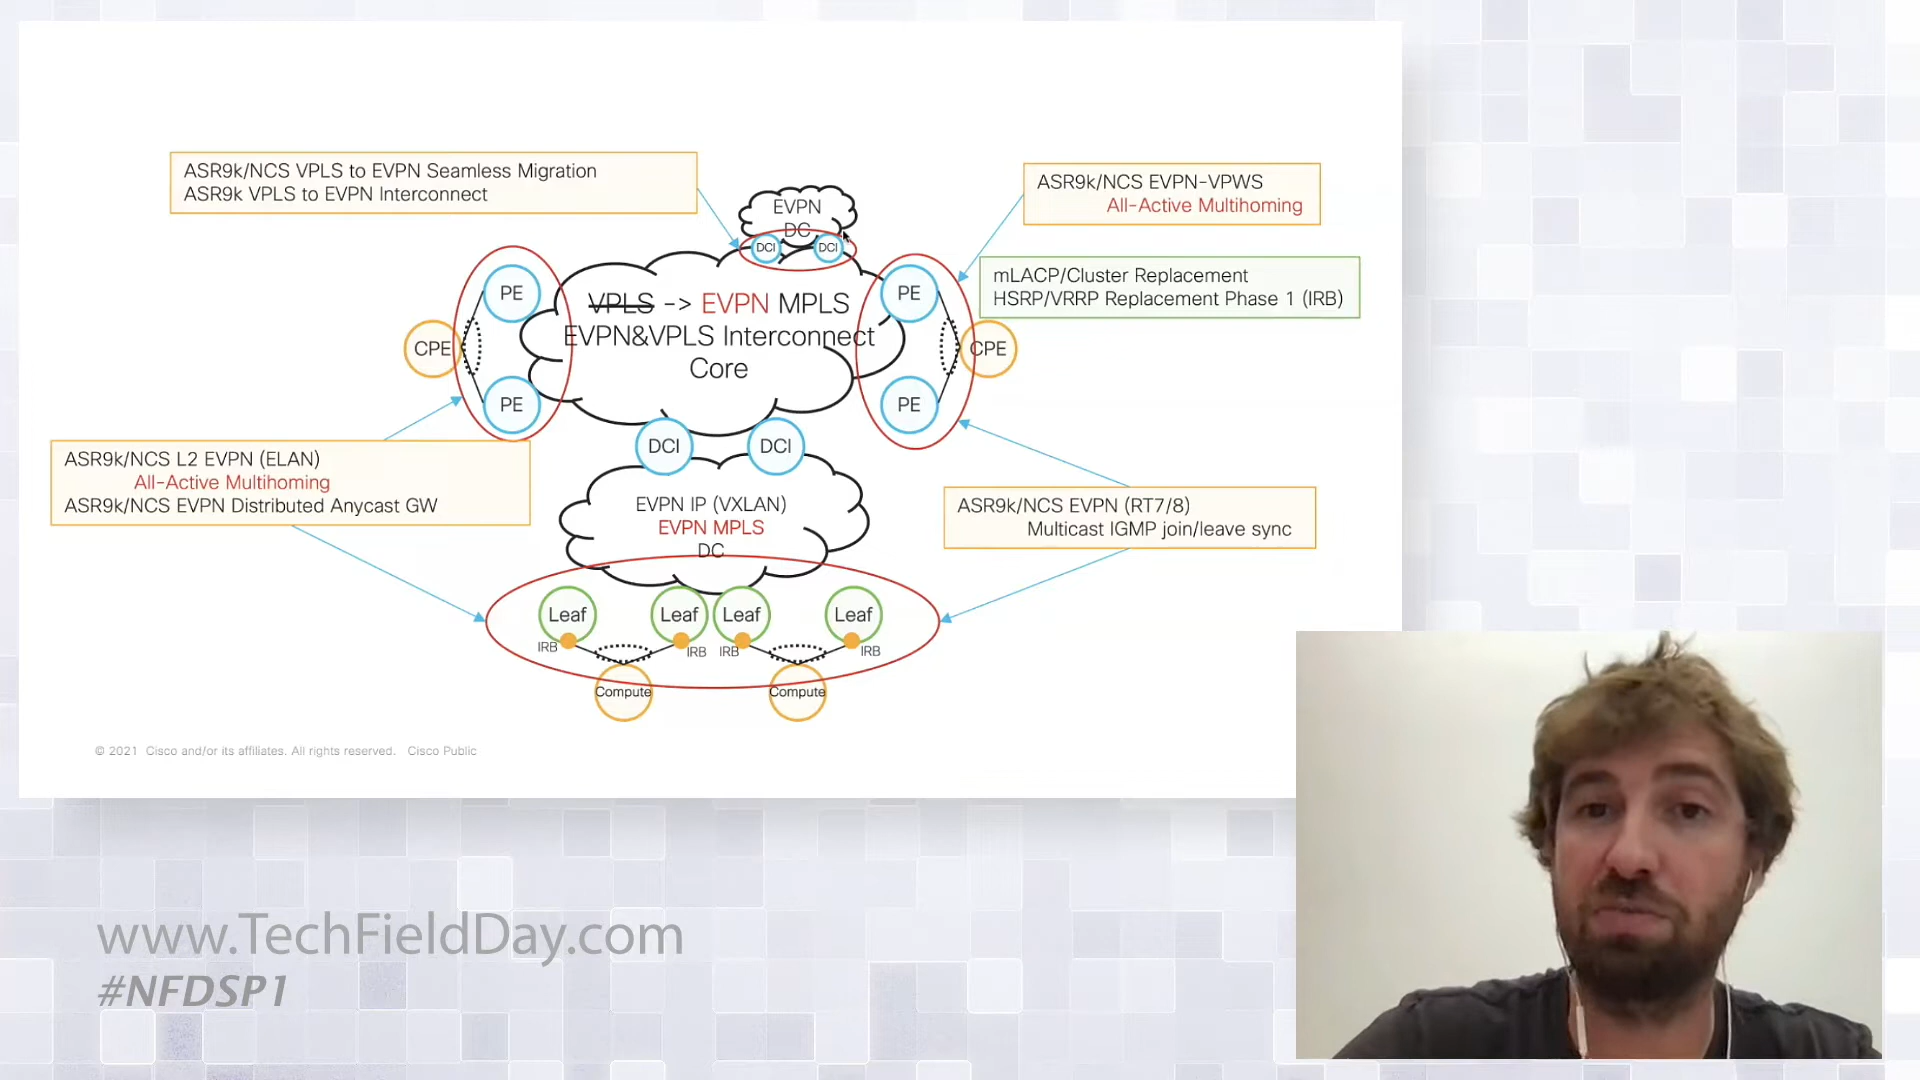 ASR9k/NCS VPLS to EVPN Seamless Migration
ASR9k VPLS to EVPN Interconnect
EVPN
DC
DCI
DCI
ASR9k/NCS EVPN-VPWS
All-Active Multihoming
mLACP/Cluster Replacement
HSRP/VRRP Replacement Phase 1 (IRB)
PE
CPE
PE
VPLS -> EVPN MPLS
EVPN&VPLS Interconnect
Core
PE
CPE
PE
DCI
DCI
ASR9k/NCS L2 EVPN (ELAN)
All-Active Multihoming
ASR9k/NCS EVPN Distributed Anycast GW
EVPN IP (VXLAN)
EVPN MPLS
DC
ASR9k/NCS EVPN (RT7/8)
Multicast IGMP join/leave sync
Leaf
Leaf
Leaf
Leaf
IRB
IRB
IRB
IRB
Compute
Compute
© 2021 Cisco and/or its affiliates. All rights reserved. Cisco Public
www.TechFieldDay.com
#NFDSP1